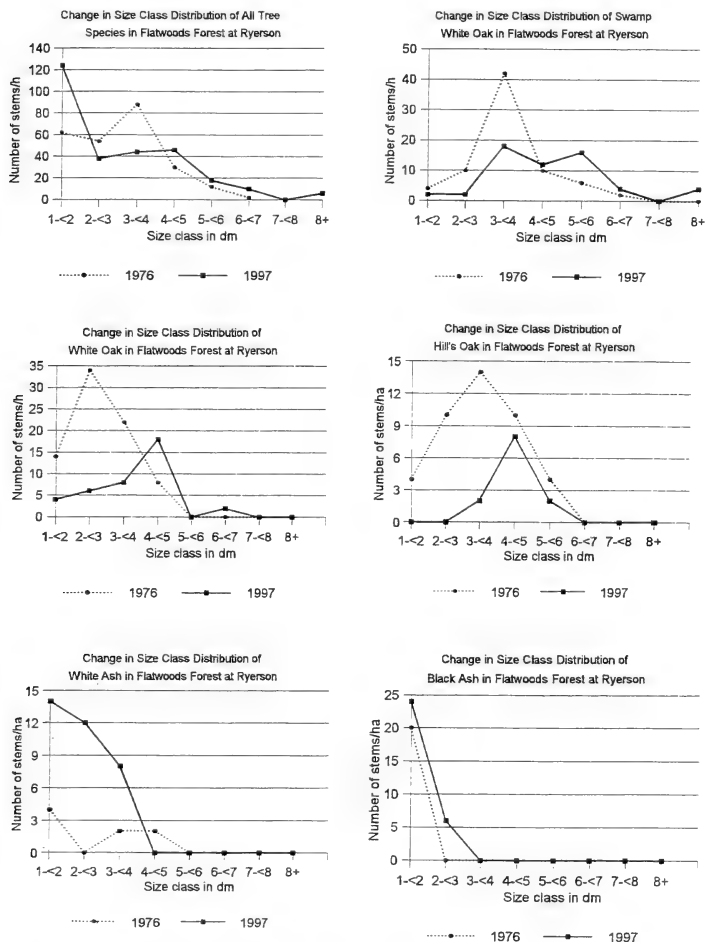 Change in Size Class Distribution of All Tree
Species in Flatwoods Forest at Ryerson
Number of stems/h
140
120
100
80
60
40
20
0
1-<2 2-<3 3-<4 4-<5 5-<6 6-<7 7-<8 8+
Size class in dm
1976 1997
Change in Size Class Distribution of Swamp
White Oak in Flatwoods Forest at Ryerson
Number of stems/h
50
40
30
20
10
0
1-<2 2-<3 3-<4 4-<5 5-<6 6-<7 7-<8 8+
Size class in dm
1976 1997
Change in Size Class Distribution of
White Oak in Flatwoods Forest at Ryerson
Number of stems/h
35
30
25
20
15
10
5
0
1-<2 2-<3 3-<4 4-<5 5-<6 6-<7 7-<8 8+
Size class in dm
1976 1997
Change in Size Class Distribution of
Hill's Oak in Flatwoods Forest at Ryerson
Number of stems/ha
15
12
9
6
3
0
1-<2 2-<3 3-<4 4-<5 5-<6 6-<7 7-<8 8+
Size class in dm
1976 1997
Change in Size Class Distribution of
White Ash in Flatwoods Forest at Ryerson
Number of stems/ha
15
12
9
6
3
0
1-<2 2-<3 3-<4 4-<5 5-<6 6-<7 7-<8 8+
Size class in dm
1976 1997
Change in Size Class Distribution of
Black Ash in Flatwoods Forest at Ryerson
Number of stems/ha
25
20
15
10
5
0
1-<2 2-<3 3-<4 4-<5 5-<6 6-<7 7-<8 8+
Size class in dm
1976 1997